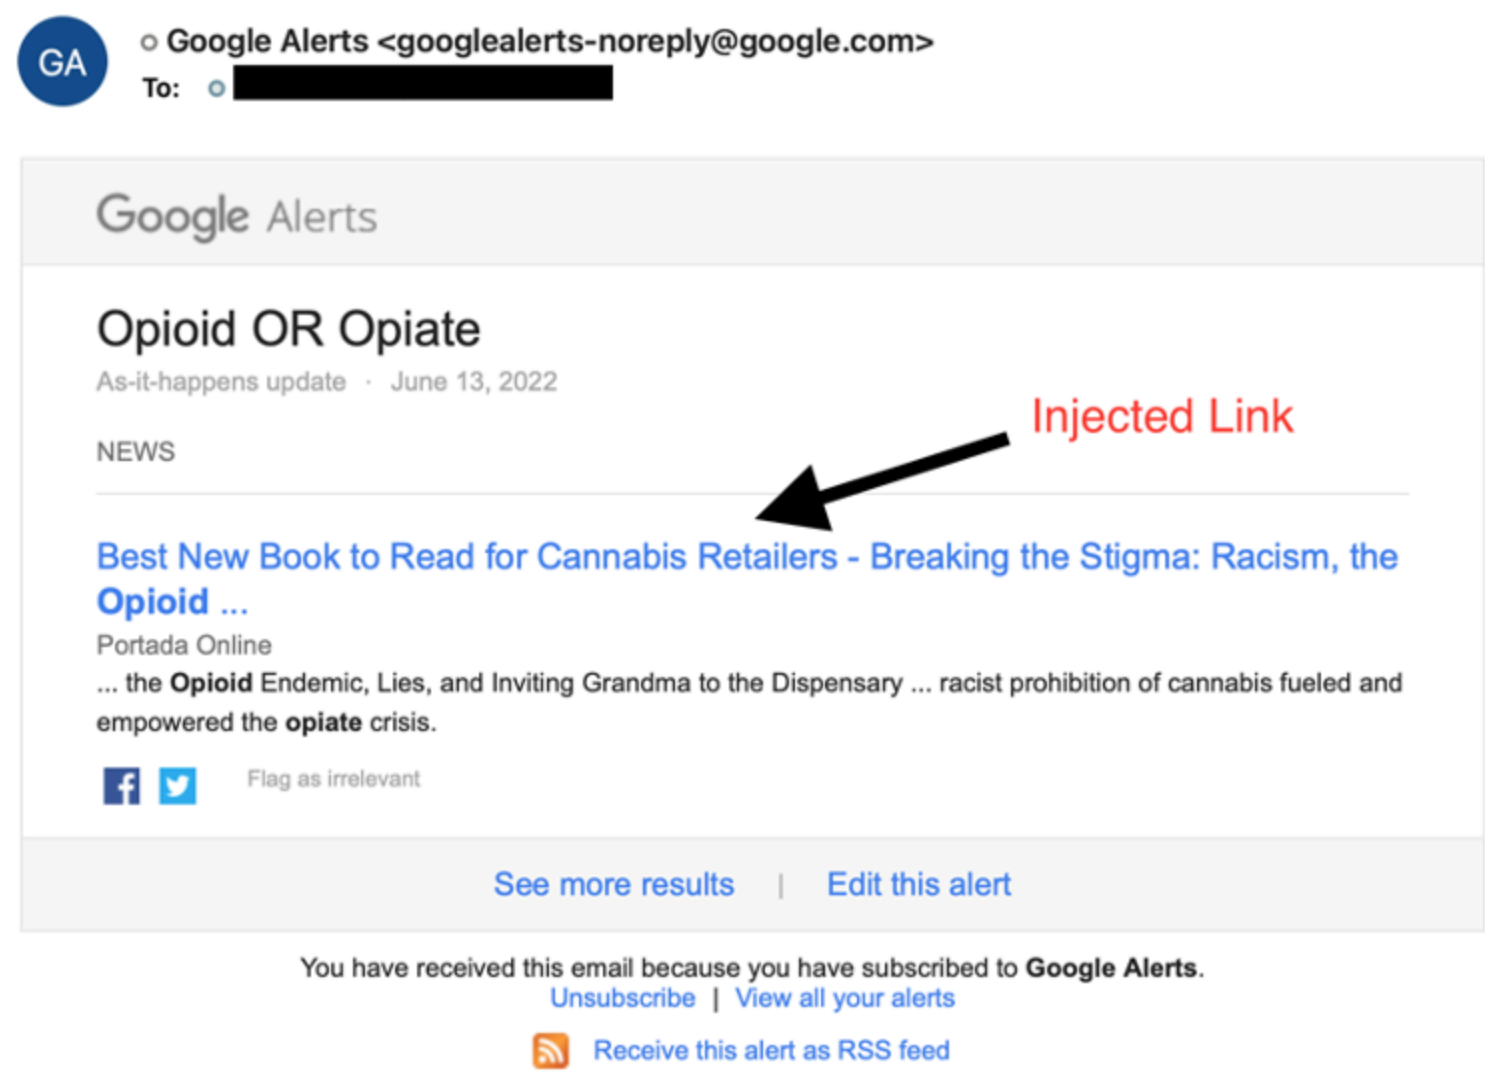 GA
Google Alerts <googlealerts-noreply@google.com>
To:
Google Alerts
Opioid OR Opiate
As-it-happens update · June 13, 2022
Injected Link
NEWS
Best New Book to Read for Cannabis Retailers - Breaking the Stigma: Racism, the
Opioid ...
Portada Online
... the Opioid Endemic, Lies, and Inviting Grandma to the Dispensary ... racist prohibition of cannabis fueled and
empowered the opiate crisis.
Flag as irrelevant
See more results | Edit this alert
You have received this email because you have subscribed to Google Alerts.
Unsubscribe | View all your alerts
Receive this alert as RSS feed